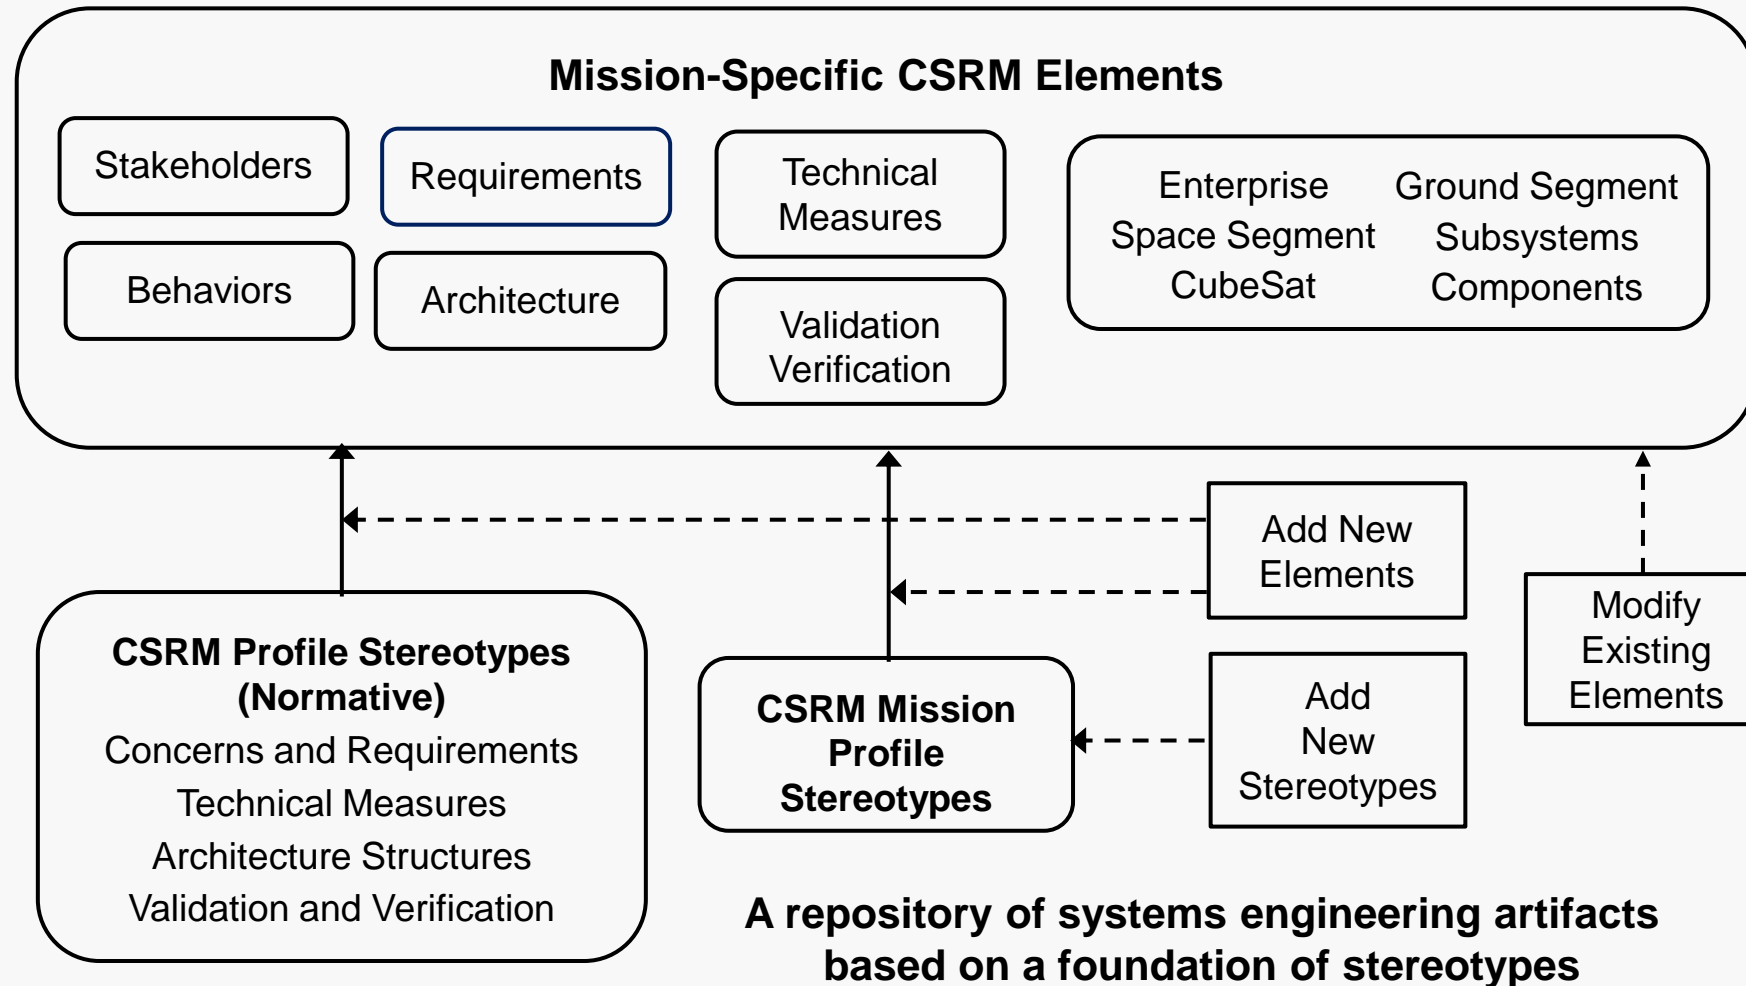 Mission-Specific CSRM Elements
Stakeholders
Requirements
Technical
Measures
Enterprise
Space Segment
CubeSat
Ground Segment
Subsystems
Components
Behaviors
Architecture
Validation
Verification
Add New
Elements
Modify
Existing
Elements
CSRM Profile Stereotypes
(Normative)
Concerns and Requirements
Technical Measures
Architecture Structures
Validation and Verification
CSRM Mission
Profile
Stereotypes
Add
New
Stereotypes
A repository of systems engineering artifacts
based on a foundation of stereotypes